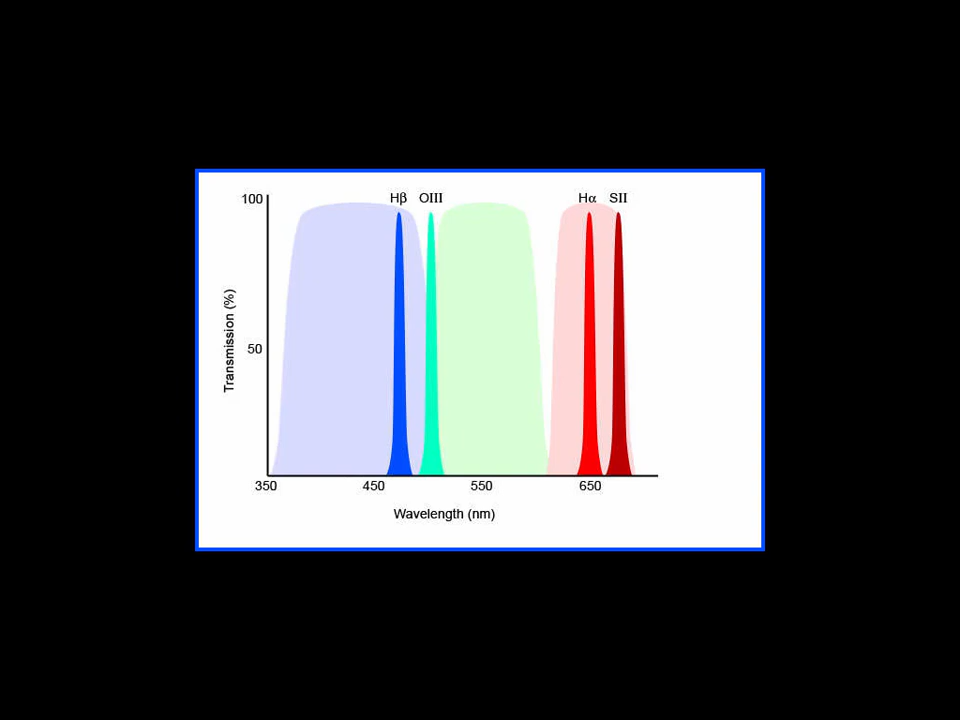 Hβ OIII Hα SII
100
50
Transmission (%)
350 450 550 650
Wavelength (nm)